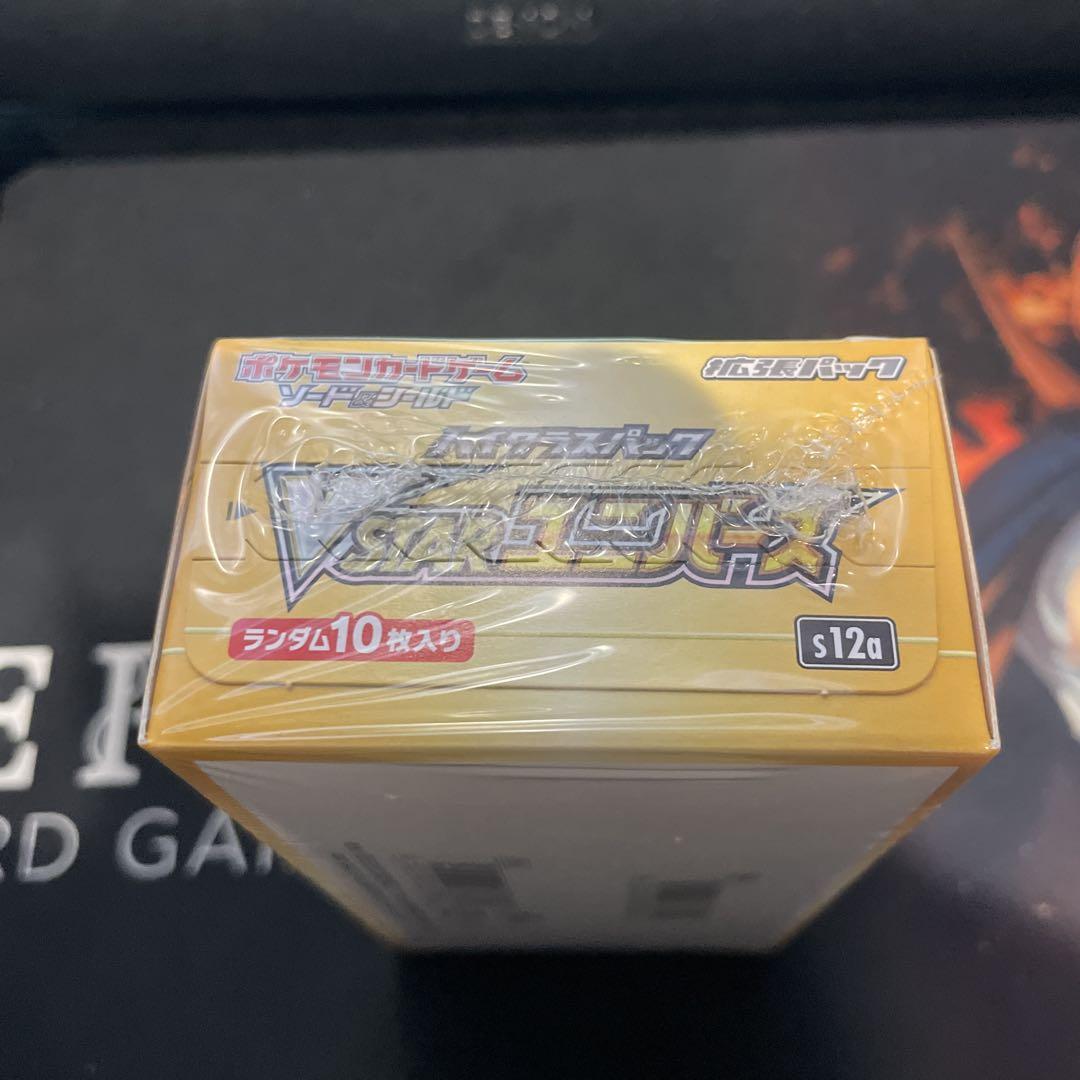 ポケモンカードゲーム
ソード&シールド
拡張パック
ハイクラスパック
VSTARユニバース
ランダム10枚入り
s12a
RD GA